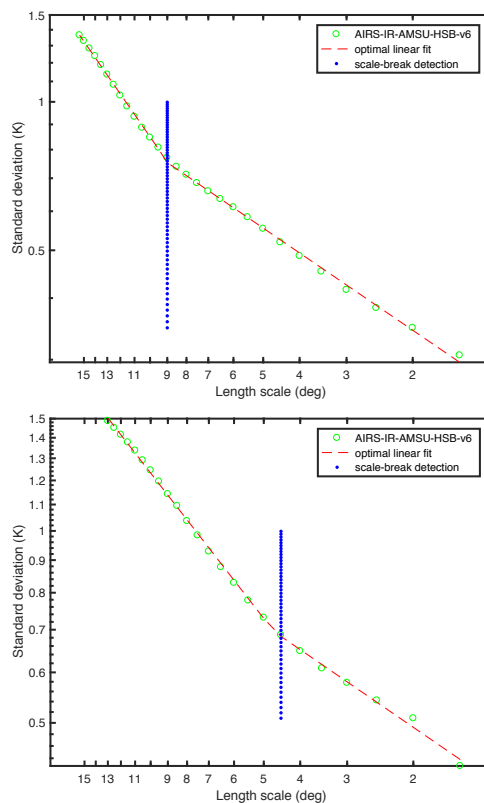 1.5
1
0.5
Standard deviation (K)
AIRS-IR-AMSU-HSB-v6
optimal linear fit
scale-break detection
15 13 11 9 8 7 6 5 4 3 2
Length scale (deg)
1.5
1.4
1.3
1.2
1.1
1
0.9
0.8
0.7
0.6
0.5
Standard deviation (K)
AIRS-IR-AMSU-HSB-v6
optimal linear fit
scale-break detection
15 13 11 9 8 7 6 5 4 3 2
Length scale (deg)